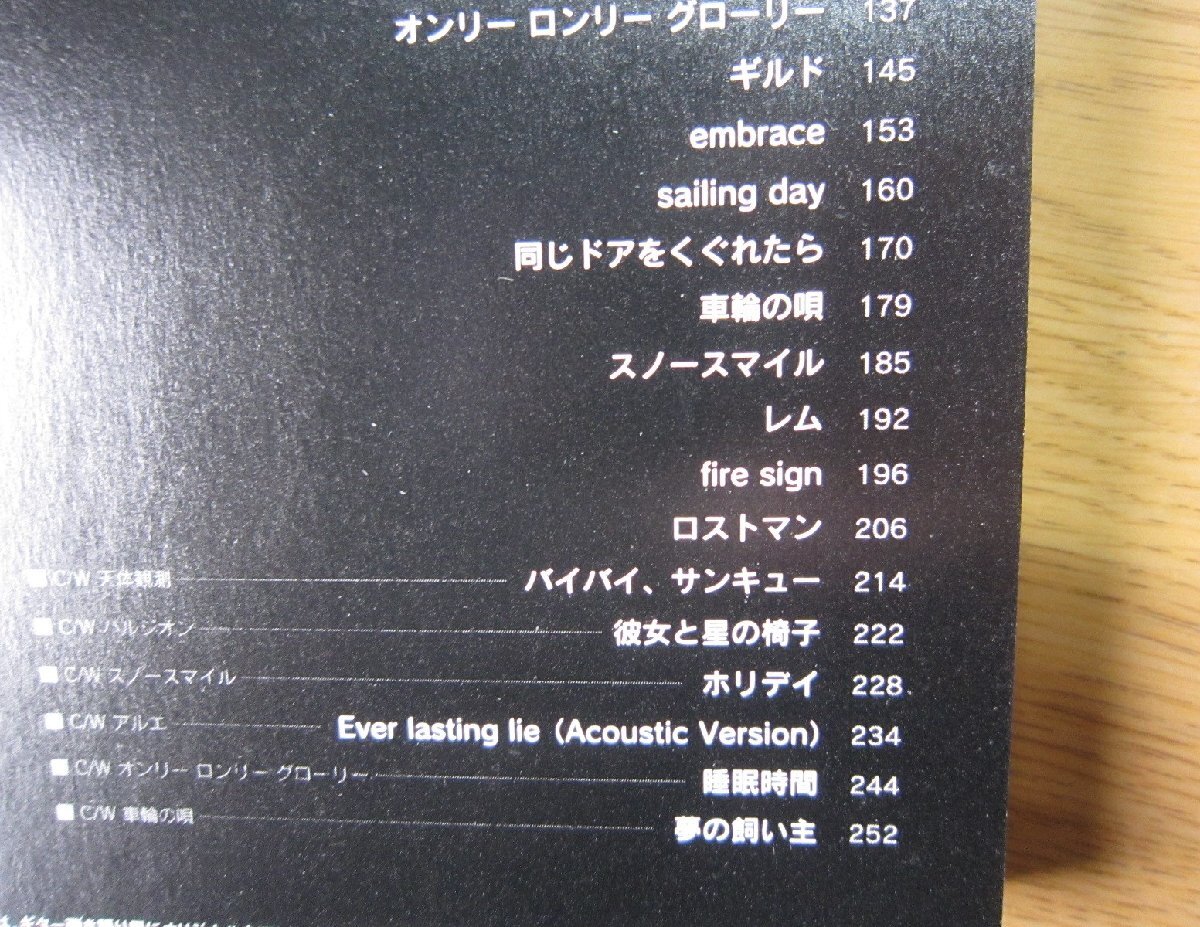 オンリー ロンリー グローリー 137
ギルド 145
embrace 153
sailing day 160
同じドアをくぐれたら 170
車輪の唄 179
スノースマイル 185
レム 192
fire sign 196
ロストマン 206
■ C/W 天体観測 バイバイ、サンキュー 214
■ C/W ハルジオン 彼女と星の椅子 222
■ C/W スノースマイル ホリデイ 228
■ C/W アルエ Ever lasting lie (Acoustic Version) 234
■ C/W オンリー ロンリー グローリー 睡眠時間 244
■ C/W 車輪の唄 夢の飼い主 252